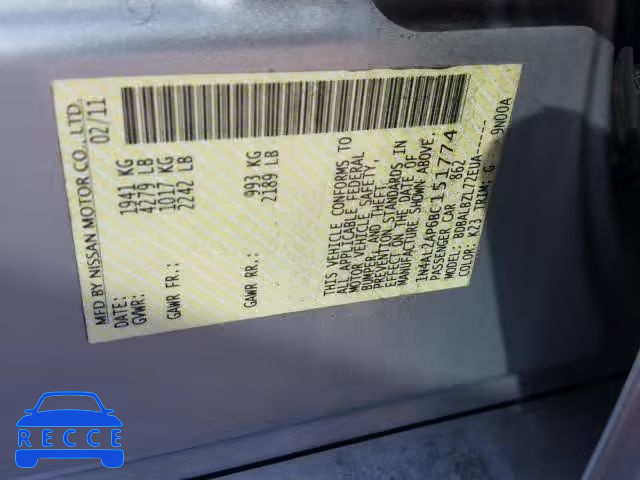 MFD BY NISSAN MOTOR CO., LTD.
DATE: 02/11
GVWR: 1941 KG
4279 LB
GAWR FR.: 1017 KG
2242 LB
GAWR RR.: 993 KG
2189 LB
THIS VEHICLE CONFORMS TO
ALL APPLICABLE FEDERAL
MOTOR VEHICLE SAFETY,
BUMPER, AND THEFT
PREVENTION STANDARDS IN
EFFECT ON THE DATE OF
MANUFACTURE SHOWN ABOVE.
1N4AL2AP6BC151774
PASSENGER CAR 862
MODEL: BDBALBZL77EUA-----
COLOR: K23 TRIM: G 9N00A
RECCE